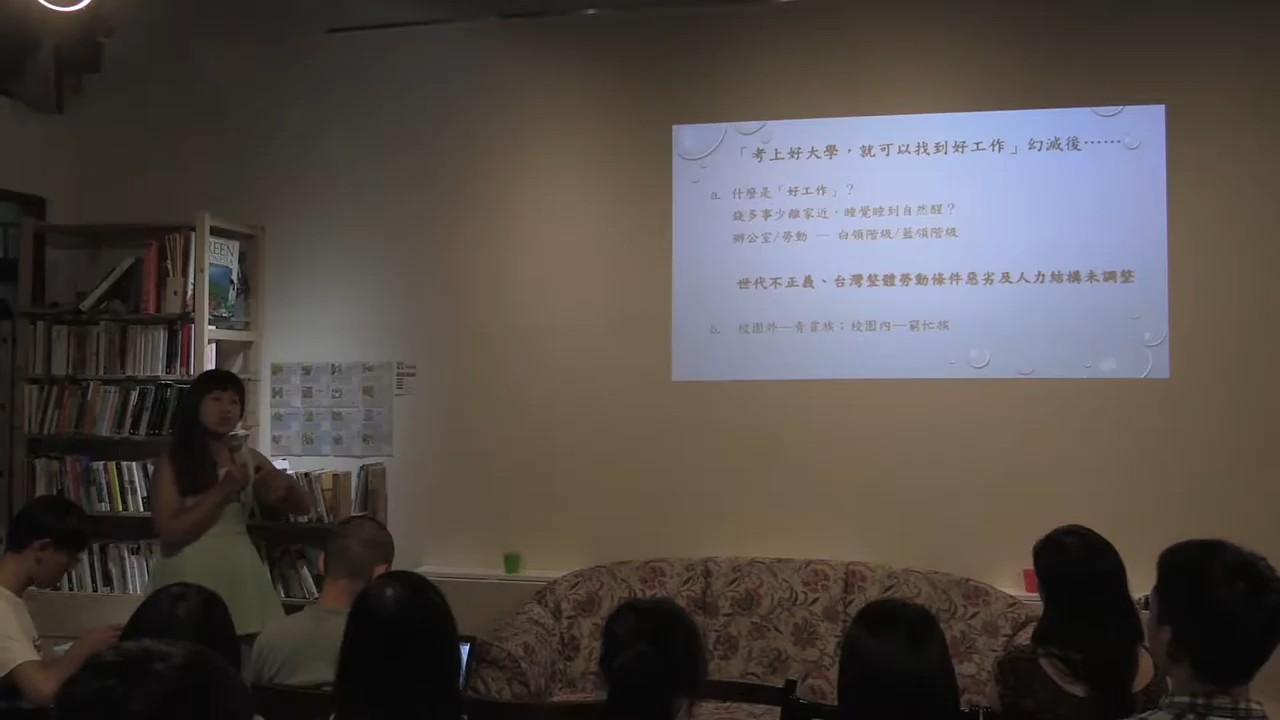 「考上好大學，就可以找到好工作」幻滅後……
a. 什麼是「好工作」？
錢多事少離家近，睡覺睡到自然醒？
辦公室/勞動 — 白領階級/藍領階級
世代不正義、台灣整體勞動條件惡劣及人力結構未調整
b. 校園外—青貧族；校園內—窮忙族
REEN